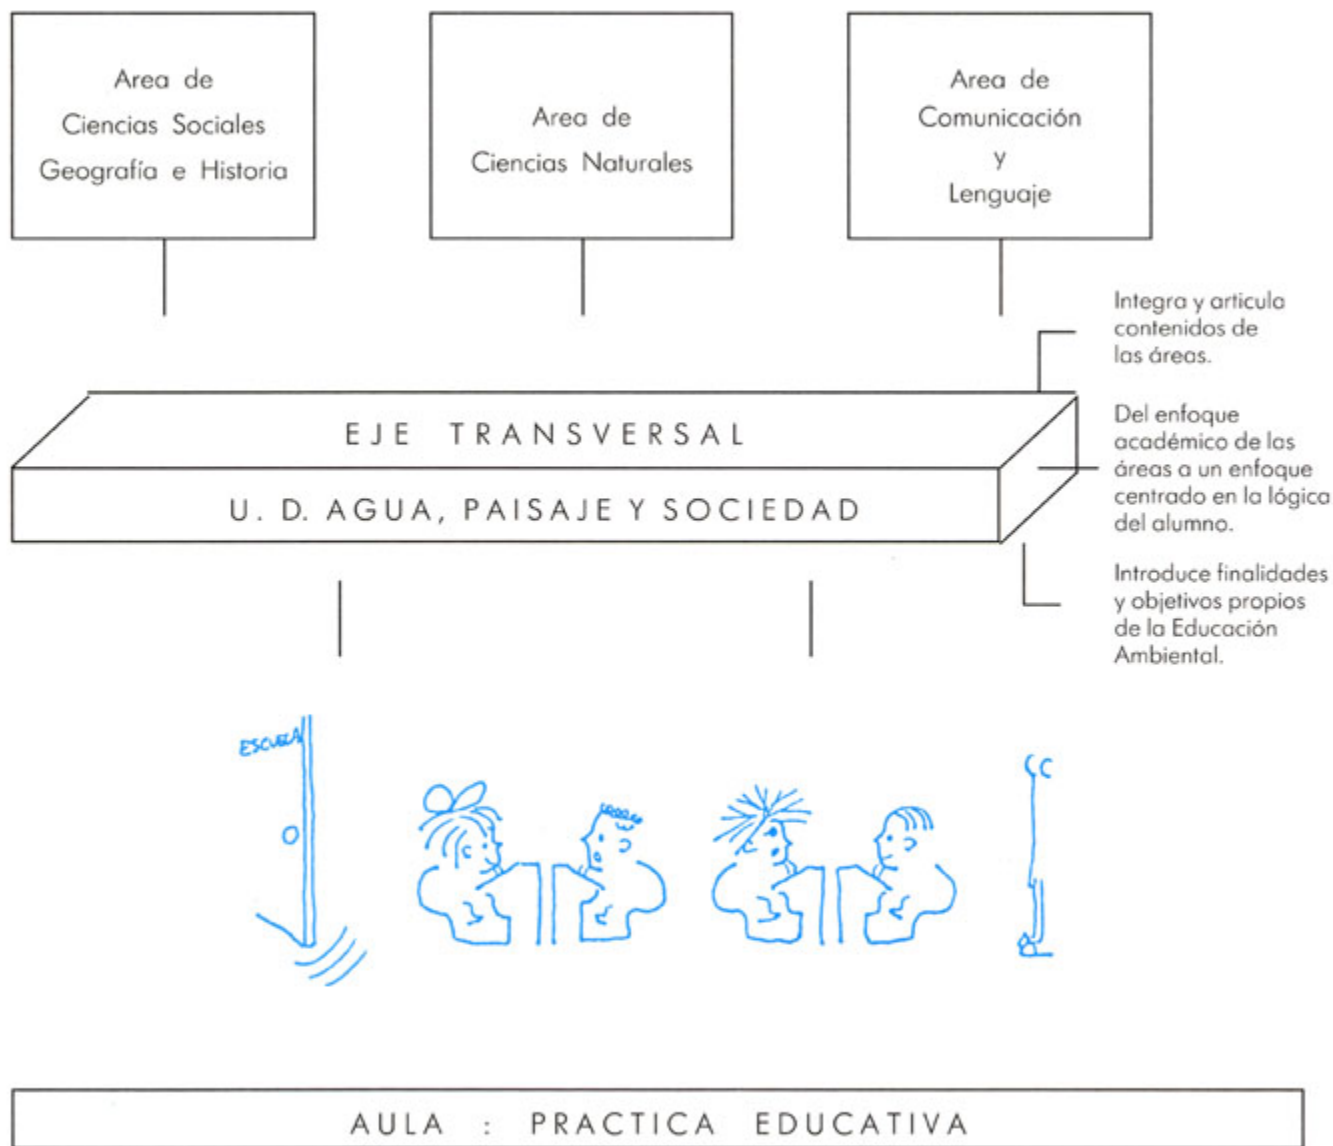 Area de
Ciencias Sociales
Geografía e Historia
Area de
Ciencias Naturales
Area de
Comunicación
y
Lenguaje
Integra y articula
contenidos de
las áreas.
EJE TRANSVERSAL
U. D. AGUA, PAISAJE Y SOCIEDAD
Del enfoque
académico de las
áreas a un enfoque
centrado en la lógica
del alumno.
Introduce finalidades
y objetivos propios
de la Educación
Ambiental.
ESCUELA
AULA : PRACTICA EDUCATIVA